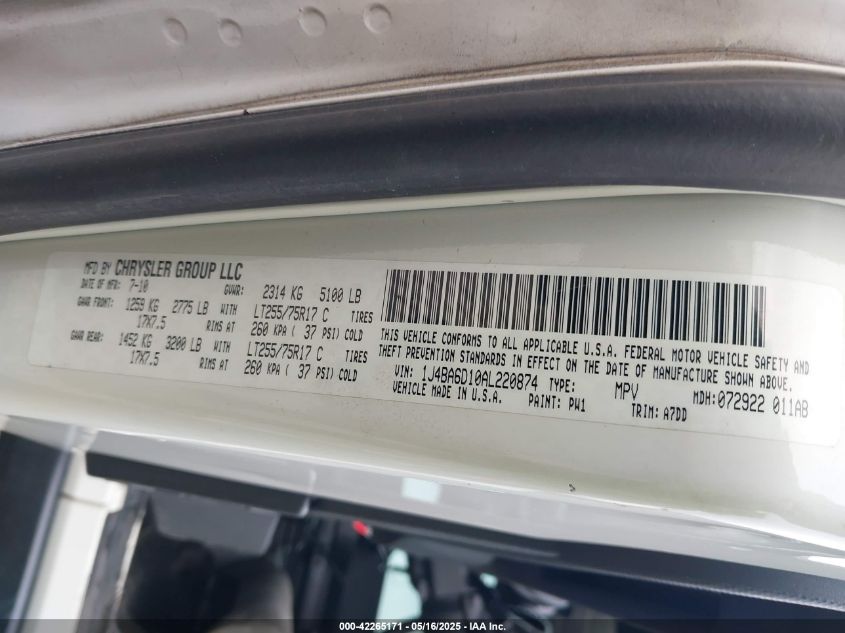 MFD BY CHRYSLER GROUP LLC
DATE OF MFR: 7-10 GVWR: 2314 KG 5100 LB
GAWR FRONT: 1259 KG 2775 LB WITH LT255/75R17 C TIRES
17X7.5 RIMS AT 260 KPA ( 37 PSI) COLD
GAWR REAR: 1452 KG 3200 LB WITH LT255/75R17 C TIRES
17X7.5 RIMS AT 260 KPA ( 37 PSI) COLD
THIS VEHICLE CONFORMS TO ALL APPLICABLE U.S.A. FEDERAL MOTOR VEHICLE SAFETY AND
THEFT PREVENTION STANDARDS IN EFFECT ON THE DATE OF MANUFACTURE SHOWN ABOVE.
VIN: 1J4BA6D10AL220874 TYPE: MPV MDH: 072922 011AB
VEHICLE MADE IN U.S.A. PAINT: PW1 TRIM: A7DD
000-42265171 - 05/16/2025 - IAA Inc.